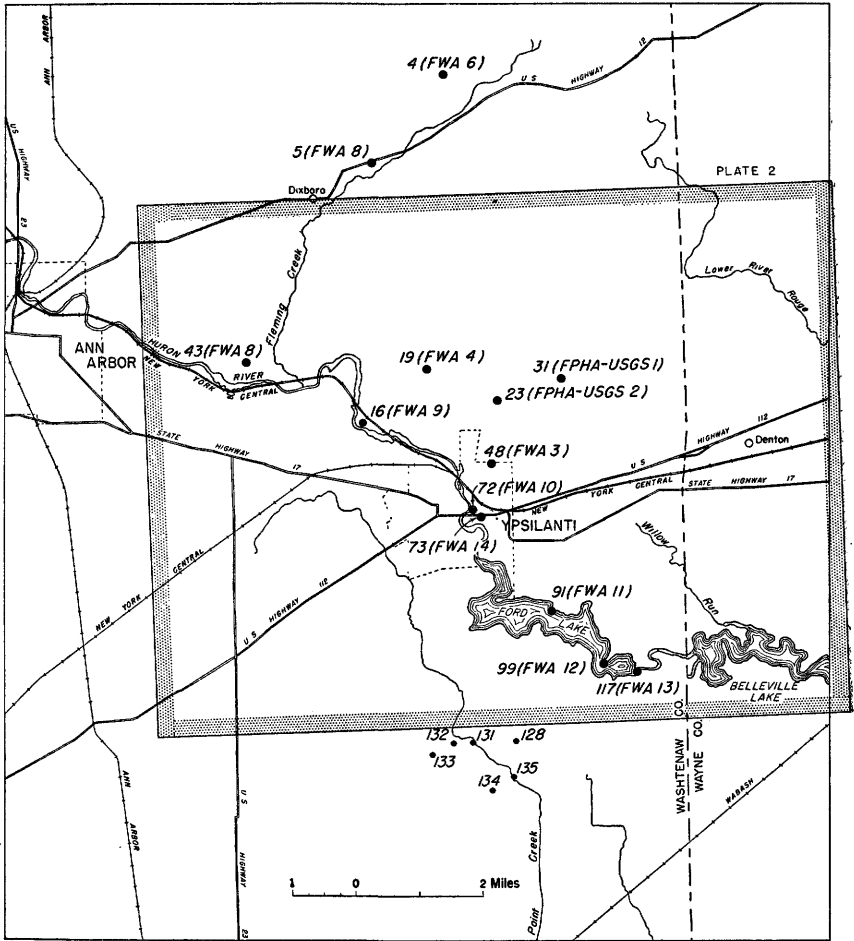 ANN ARBOR
US HIGHWAY 23
4 (FWA 6)
US HIGHWAY 12
5 (FWA 8)
Dixboro
PLATE 2
Fleming Creek
Lower River Rouge
ANN ARBOR
43 (FWA 8)
HURON RIVER
NEW YORK CENTRAL
19 (FWA 4)
31 (FPHA-USGS 1)
23 (FPHA-USGS 2)
16 (FWA 9)
STATE HIGHWAY 17
48 (FWA 3)
US HIGHWAY 112
Denton
72 (FWA 10)
NEW YORK CENTRAL
STATE HIGHWAY 17
YPSILANTI
73 (FWA 14)
Willow Run
NEW YORK CENTRAL
U S HIGHWAY 112
91 (FWA 11)
FORD LAKE
99 (FWA 12)
117 (FWA 13)
BELLEVILLE LAKE
WASHTENAW CO.
WAYNE CO.
132
131
128
133
134
135
ANN ARBOR
U S HIGHWAY 23
WABASH
Point Creek
1 0 2 Miles